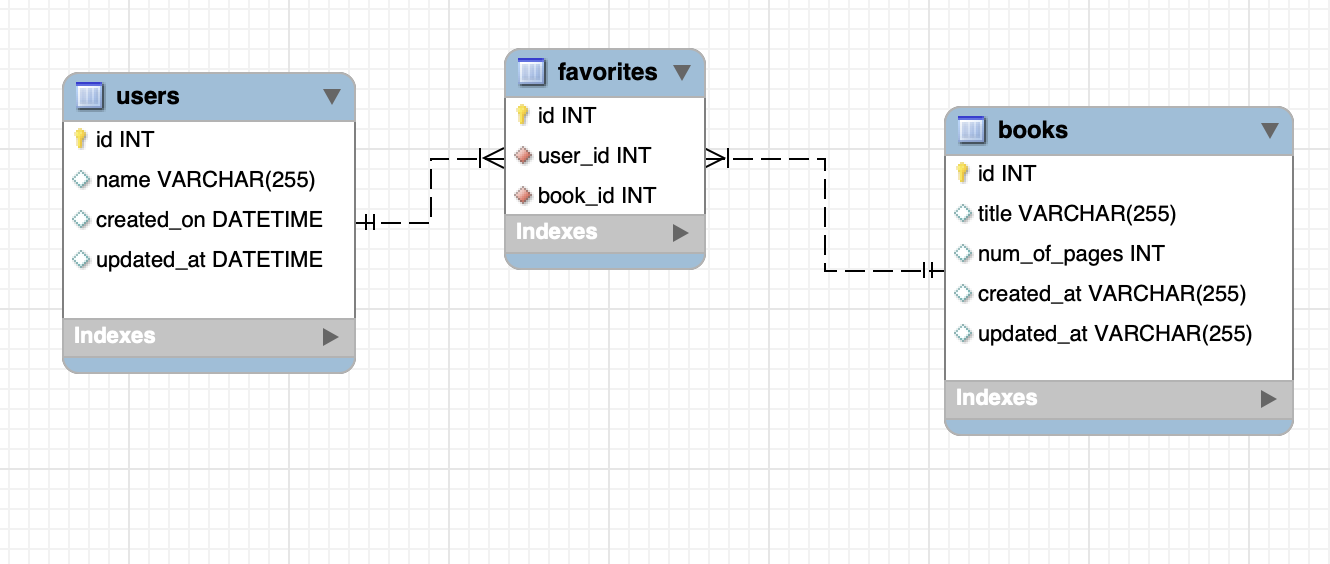 users
id INT
name VARCHAR(255)
created_on DATETIME
updated_at DATETIME
Indexes
favorites
id INT
user_id INT
book_id INT
Indexes
books
id INT
title VARCHAR(255)
num_of_pages INT
created_at VARCHAR(255)
updated_at VARCHAR(255)
Indexes